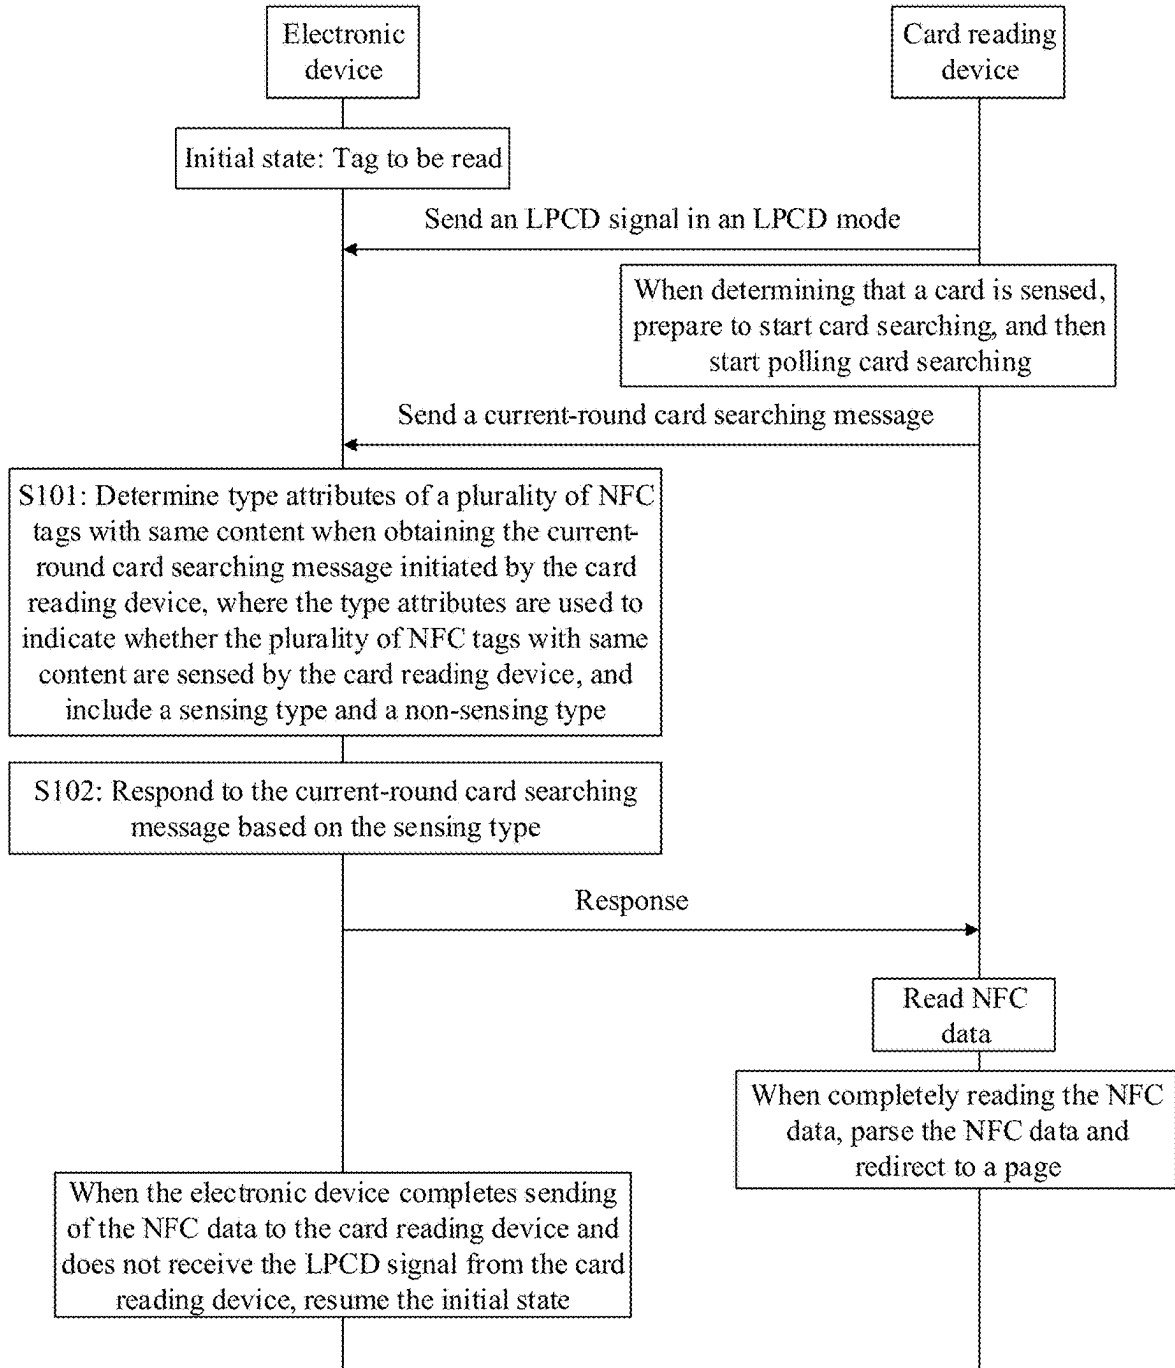 Electronic
device
Card reading
device
Initial state: Tag to be read
Send an LPCD signal in an LPCD mode
When determining that a card is sensed,
prepare to start card searching, and then
start polling card searching
Send a current-round card searching message
S101: Determine type attributes of a plurality of NFC
tags with same content when obtaining the current-
round card searching message initiated by the card
reading device, where the type attributes are used to
indicate whether the plurality of NFC tags with same
content are sensed by the card reading device, and
include a sensing type and a non-sensing type
S102: Respond to the current-round card searching
message based on the sensing type
Response
Read NFC
data
When completely reading the NFC
data, parse the NFC data and
redirect to a page
When the electronic device completes sending
of the NFC data to the card reading device and
does not receive the LPCD signal from the card
reading device, resume the initial state